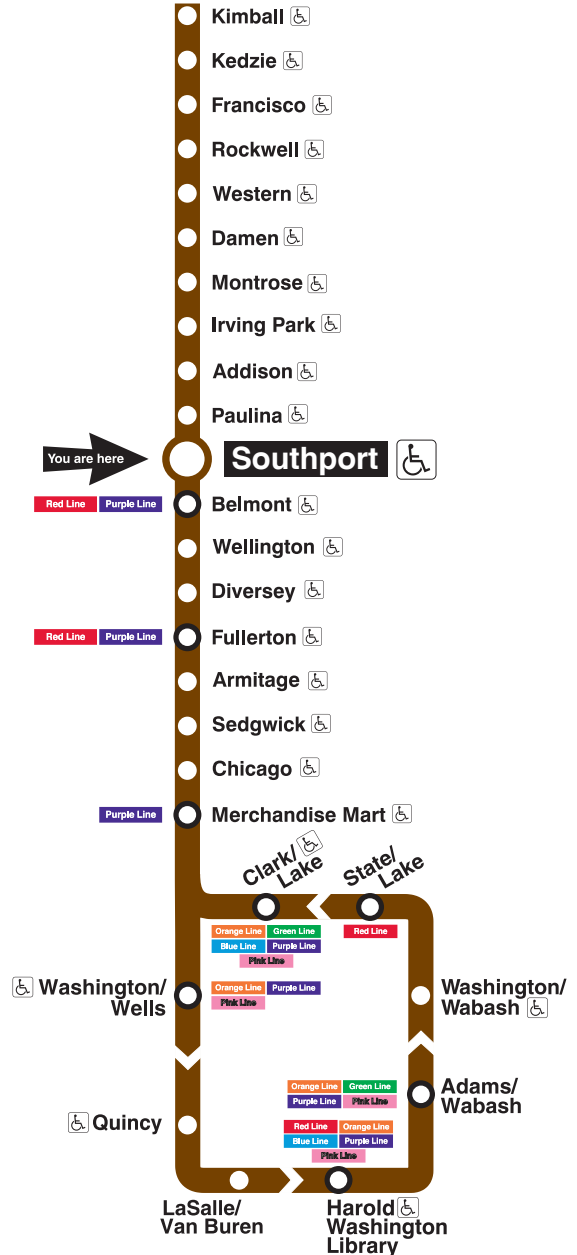 Kimball
Kedzie
Francisco
Rockwell
Western
Damen
Montrose
Irving Park
Addison
Paulina
You are here
Southport
Red Line Purple Line Belmont
Wellington
Diversey
Red Line Purple Line Fullerton
Armitage
Sedgwick
Chicago
Purple Line Merchandise Mart
Clark/
Lake
State/
Lake
Orange Line Green Line
Blue Line Purple Line
Pink Line
Red Line
Washington/
Wells
Orange Line Purple Line
Pink Line
Washington/
Wabash
Orange Line Green Line
Purple Line Pink Line
Adams/
Wabash
Quincy
Red Line Orange Line
Blue Line Purple Line
Pink Line
LaSalle/
Van Buren
Harold
Washington
Library